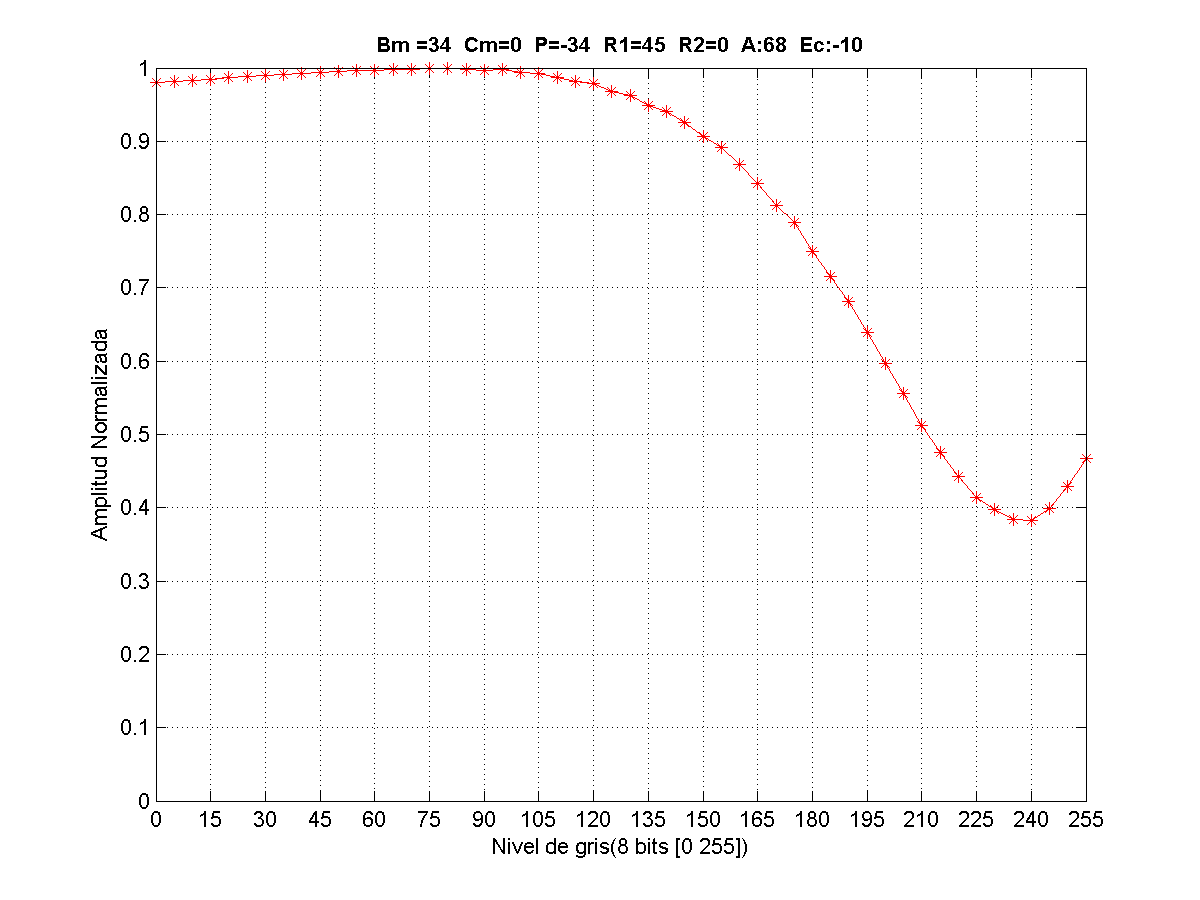 Bm =34 Cm=0 P=-34 R1=45 R2=0 A:68 Ec:-10
1
0.9
0.8
0.7
0.6
0.5
0.4
0.3
0.2
0.1
0
Amplitud Normalizada
0 15 30 45 60 75 90 105 120 135 150 165 180 195 210 225 240 255
Nivel de gris(8 bits [0 255])